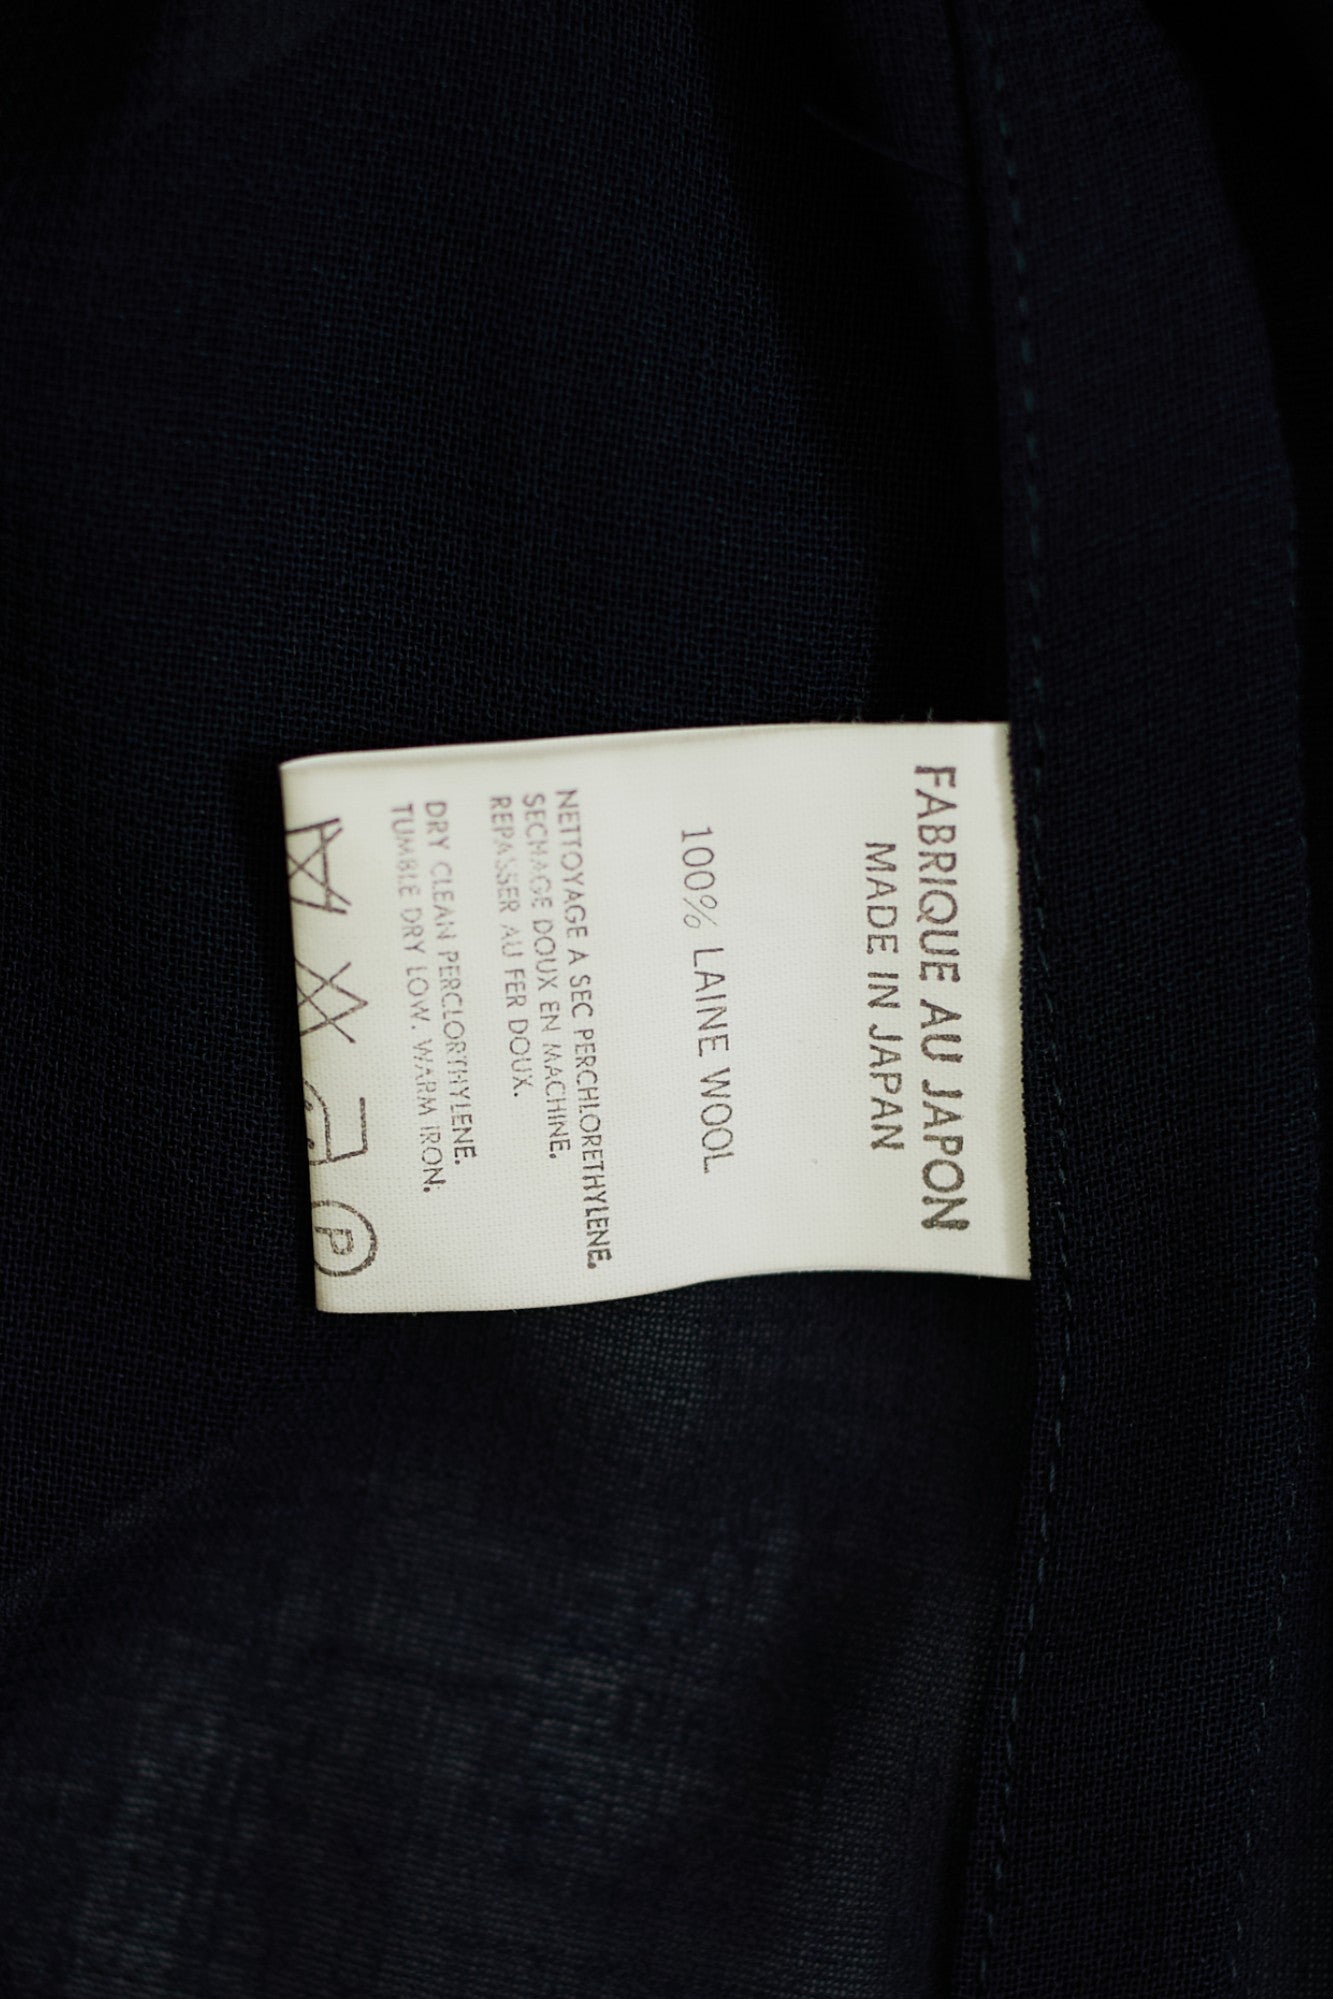 FABRIQUE AU JAPON
MADE IN JAPAN
100% LAINE WOOL
NETTOYAGE A SEC PERCHLORETHYLENE.
SECHAGE DOUX EN MACHINE.
REPASSER AU FER DOUX.
DRY CLEAN PERCLORTHYLENE.
TUMBLE DRY LOW. WARM IRON.
P